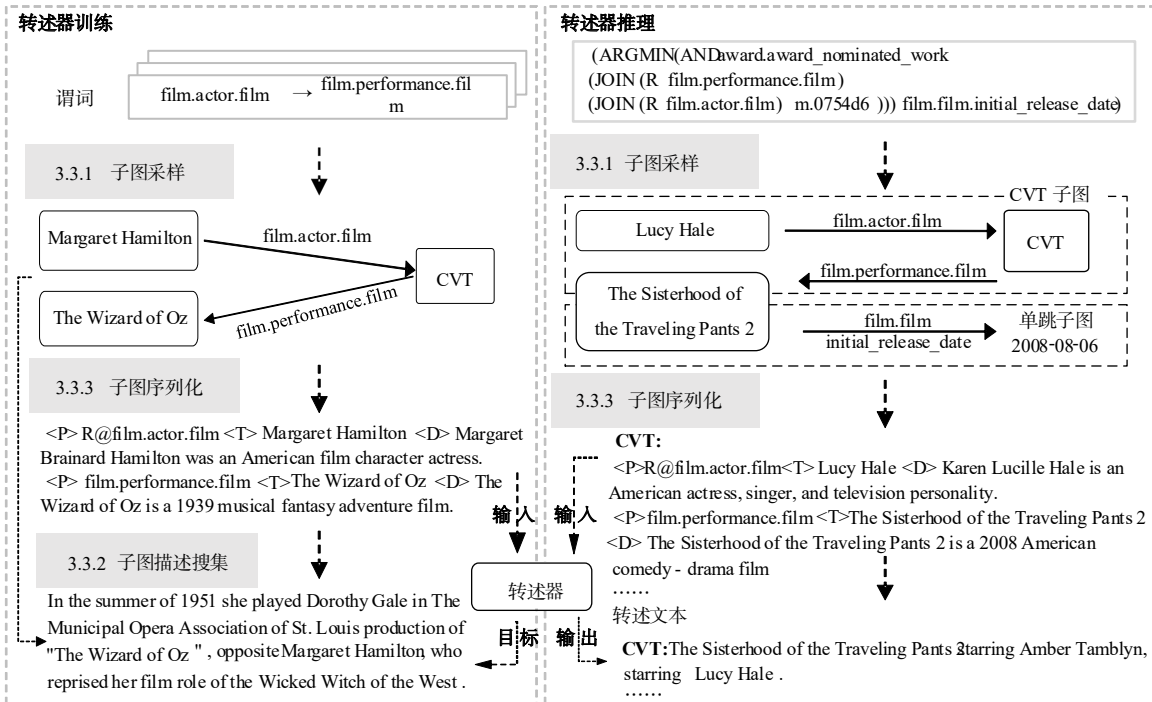 转述器训练
谓词
film.actor.film → film.performance.fil
m
3.3.1 子图采样
Margaret Hamilton
film.actor.film
CVT
The Wizard of Oz
film.performance.film
3.3.3 子图序列化
<P> R@film.actor.film <T> Margaret Hamilton <D> Margaret
Brainard Hamilton was an American film character actress.
<P> film.performance.film <T>The Wizard of Oz <D> The
Wizard of Oz is a 1939 musical fantasy adventure film.
输入
3.3.2 子图描述搜集
In the summer of 1951 she played Dorothy Gale in The
Municipal Opera Association of St. Louis production of
"The Wizard of Oz ", opposite Margaret Hamilton, who
reprised her film role of the Wicked Witch of the West .
目标
转述器
转述器推理
(ARGMIN(AND award.award_nominated_work
(JOIN (R film.performance.film)
(JOIN (R film.actor.film) m.0754d6 ))) film.film.initial_release_date)
3.3.1 子图采样
CVT 子图
Lucy Hale
film.actor.film
CVT
film.performance.film
The Sisterhood of
the Traveling Pants 2
film.film
initial_release_date
单跳子图
2008-08-06
3.3.3 子图序列化
CVT:
<P>R@film.actor.film<T> Lucy Hale <D> Karen Lucille Hale is an
American actress, singer, and television personality.
<P>film.performance.film <T>The Sisterhood of the Traveling Pants 2
<D> The Sisterhood of the Traveling Pants 2 is a 2008 American
comedy - drama film
……
输入
转述文本
输出
CVT:The Sisterhood of the Traveling Pants 2starring Amber Tamblyn,
starring Lucy Hale .
……